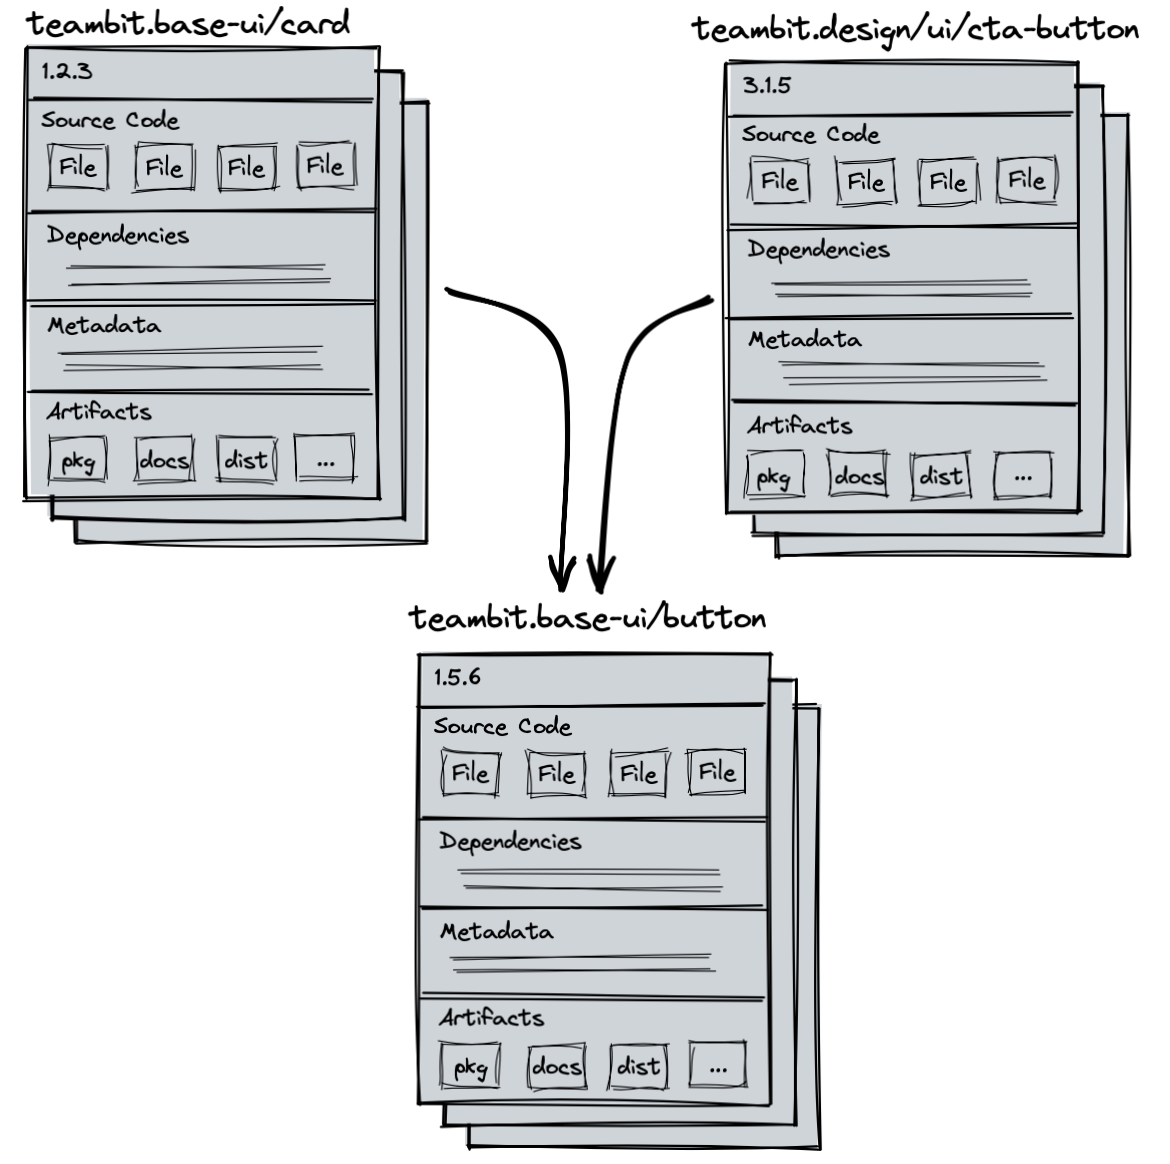 teambit.base-ui/card
1.2.3
Source Code
File File File File
Dependencies
Metadata
Artifacts
pkg docs dist ...
teambit.design/ui/cta-button
3.1.5
Source Code
File File File File
Dependencies
Metadata
Artifacts
pkg docs dist ...
teambit.base-ui/button
1.5.6
Source Code
File File File File
Dependencies
Metadata
Artifacts
pkg docs dist ...